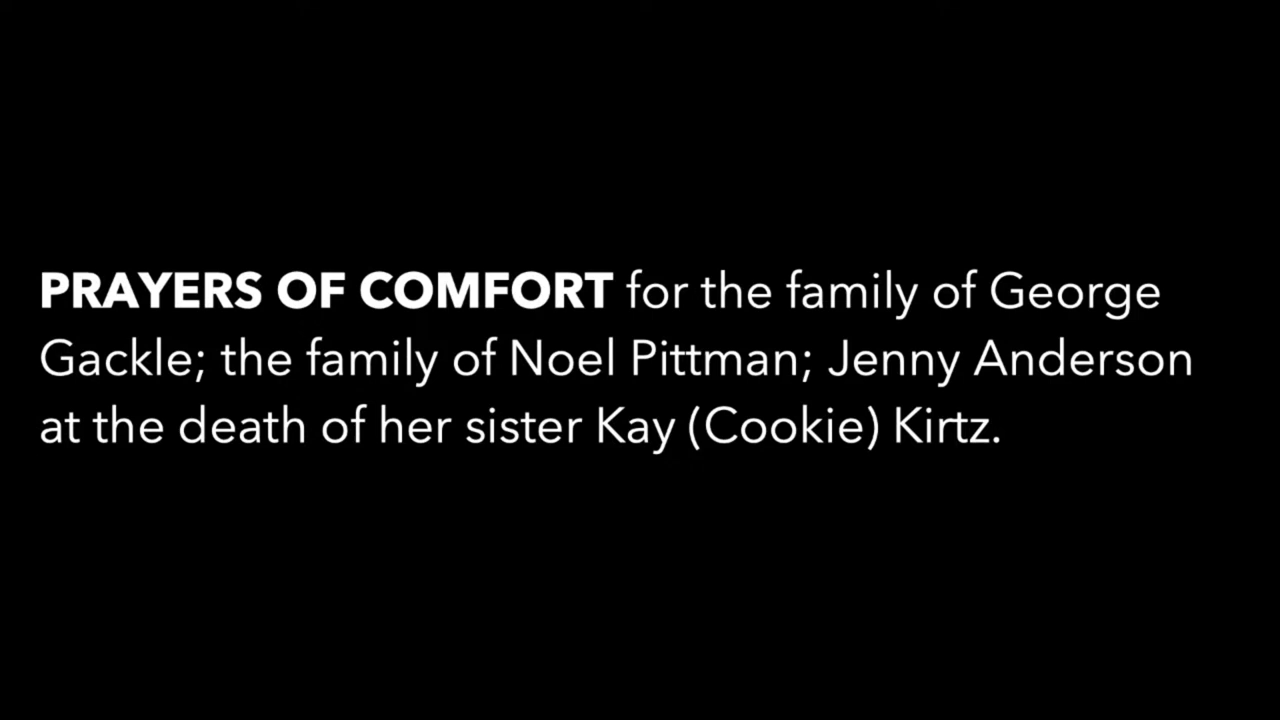 PRAYERS OF COMFORT for the family of George
Gackle; the family of Noel Pittman; Jenny Anderson
at the death of her sister Kay (Cookie) Kirtz.